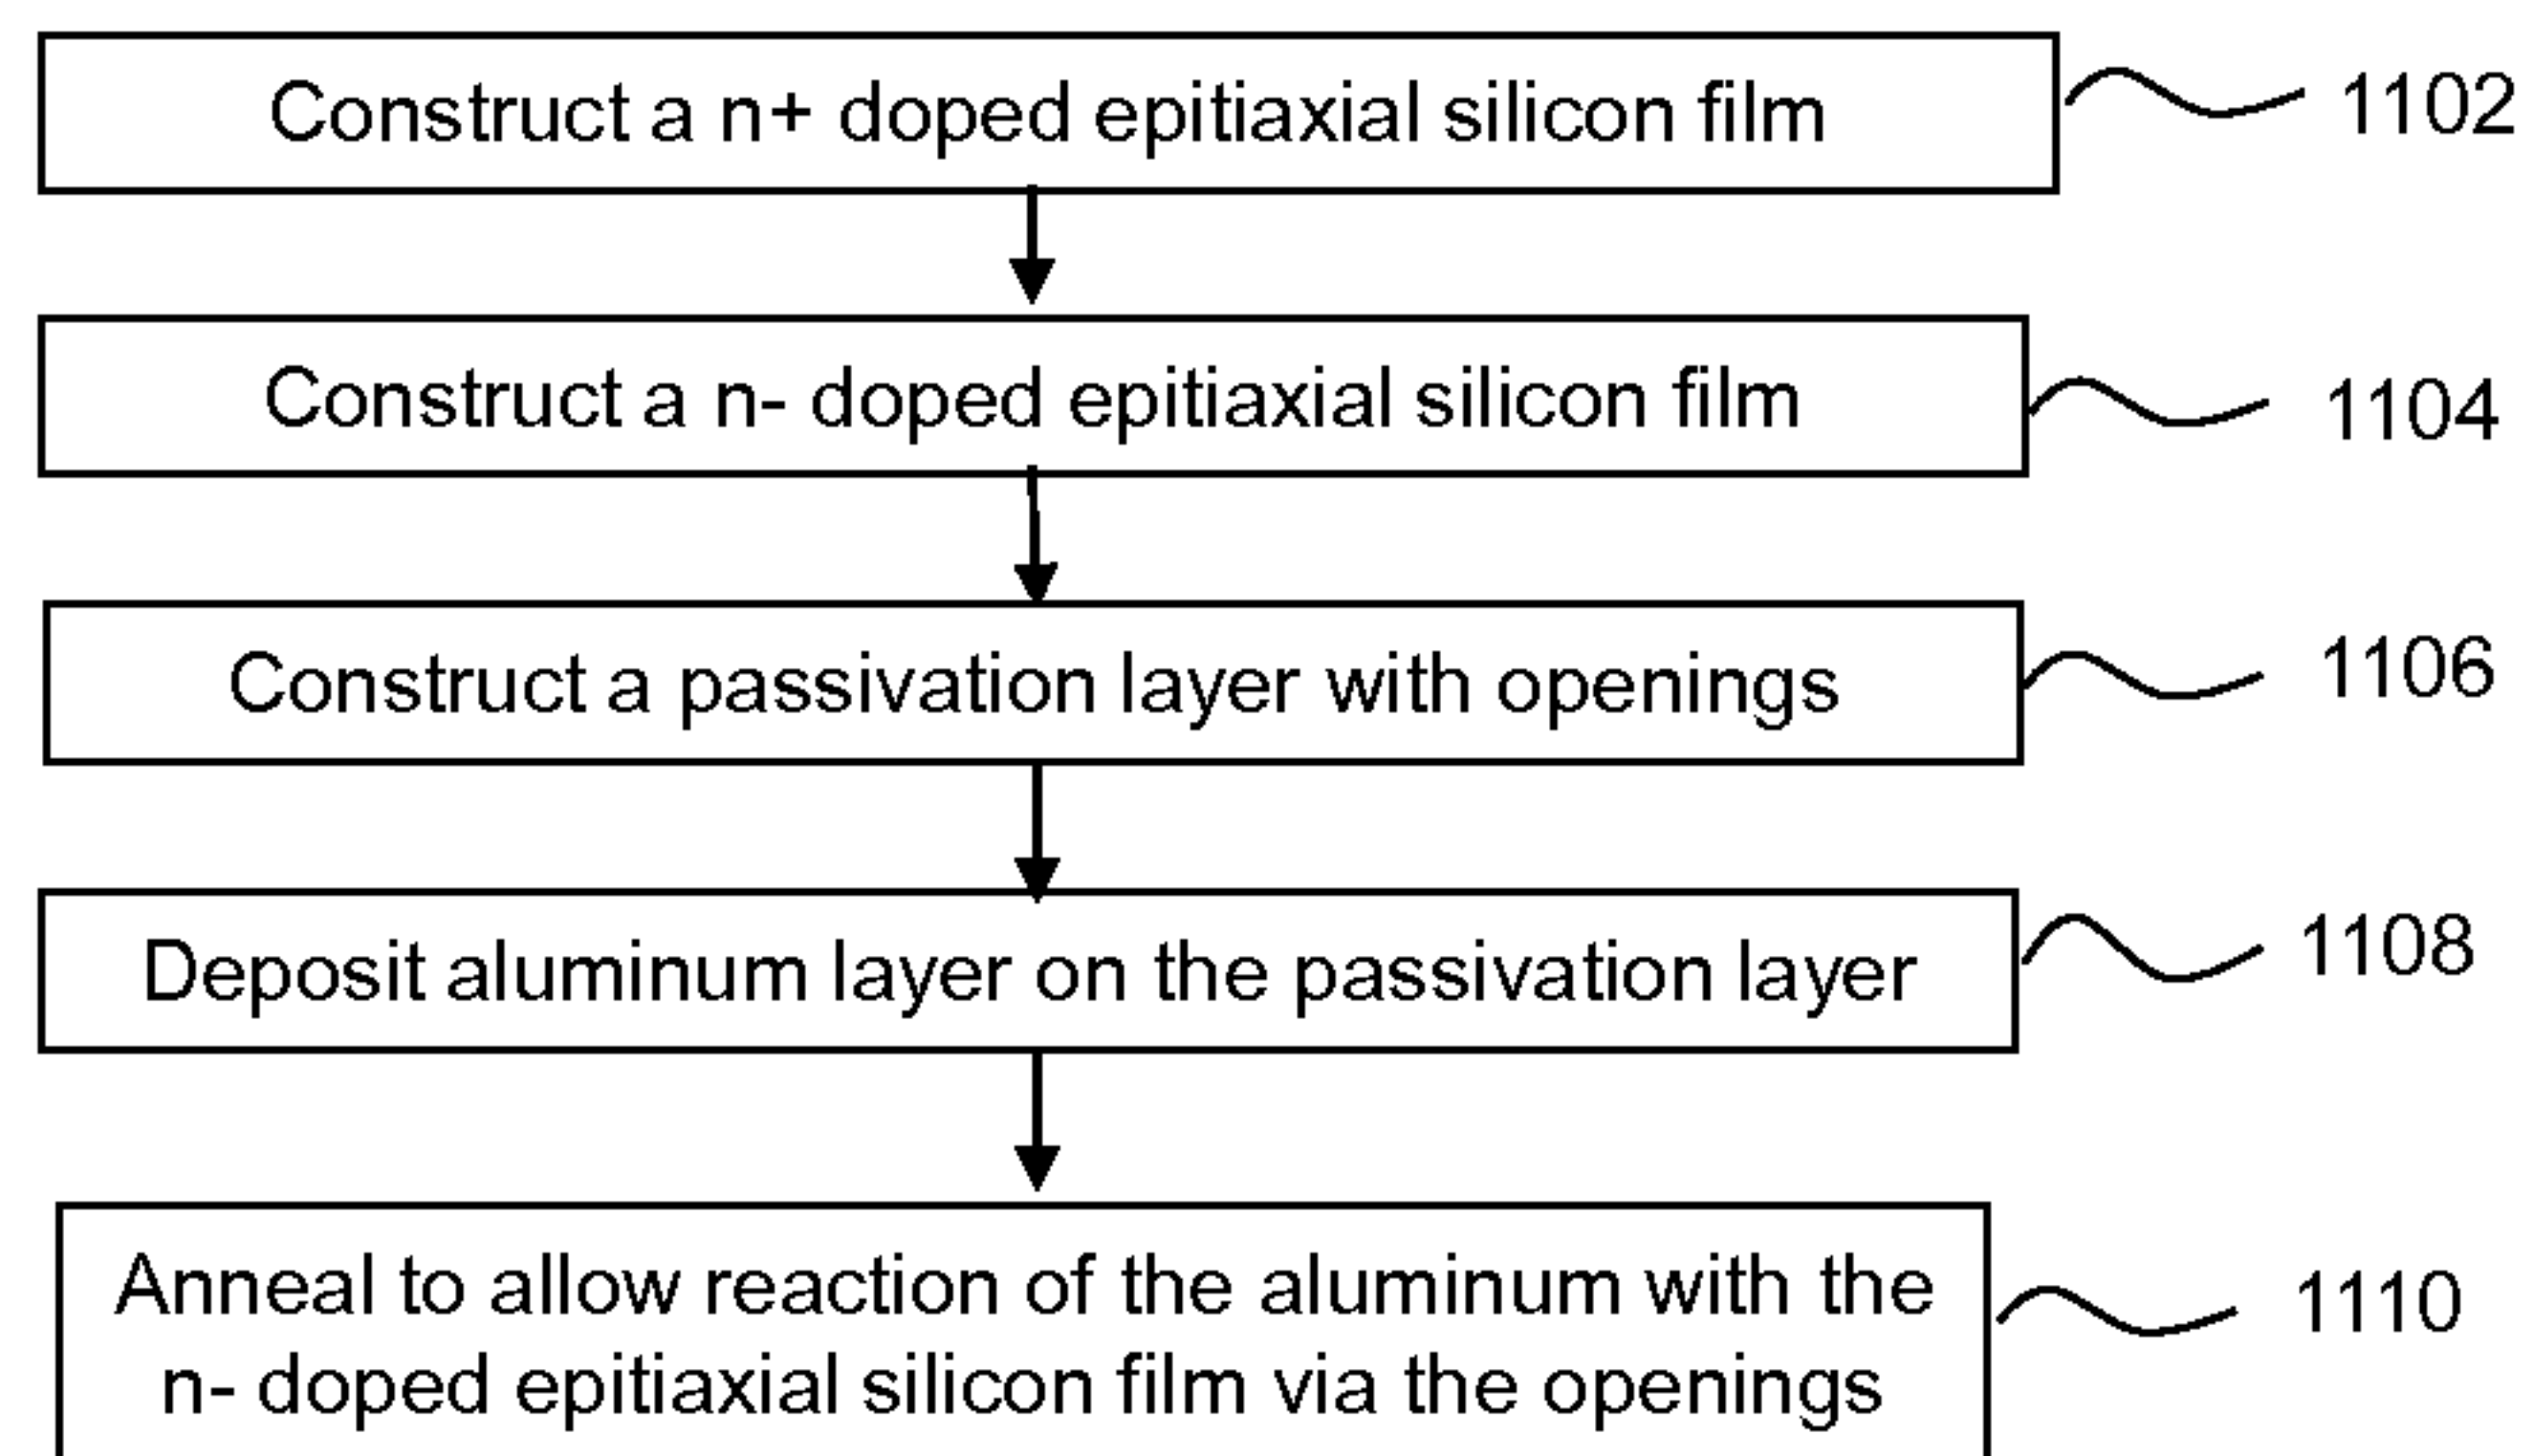 Construct a n+ doped epitiaxial silicon film
1102
Construct a n- doped epitiaxial silicon film
1104
Construct a passivation layer with openings
1106
Deposit aluminum layer on the passivation layer
1108
Anneal to allow reaction of the aluminum with the
n- doped epitiaxial silicon film via the openings
1110